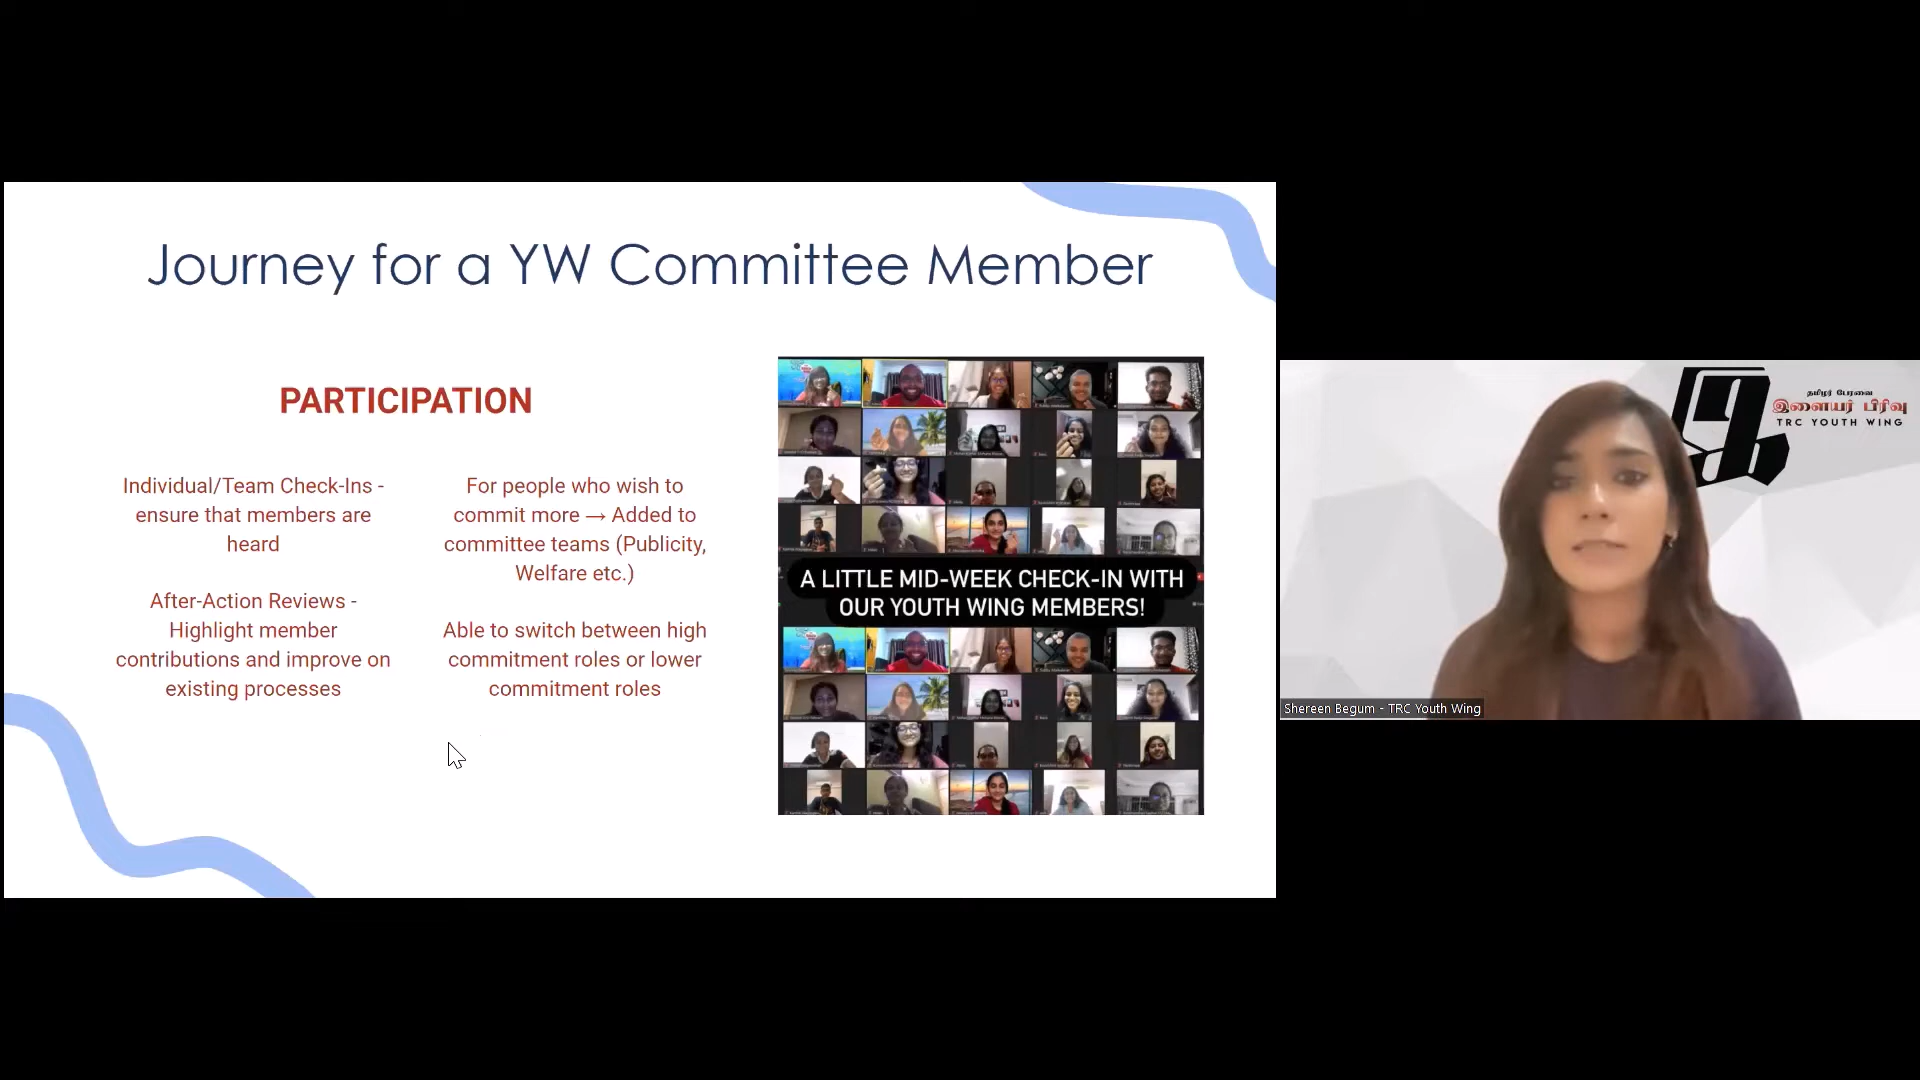 Journey for a YW Committee Member
PARTICIPATION
Individual/Team Check-Ins -
ensure that members are
heard
After-Action Reviews -
Highlight member
contributions and improve on
existing processes
For people who wish to
commit more → Added to
committee teams (Publicity,
Welfare etc.)
Able to switch between high
commitment roles or lower
commitment roles
A LITTLE MID-WEEK CHECK-IN WITH
OUR YOUTH WING MEMBERS!
தமிழர் பேரவை
இளையர் பிரிவு
TRC YOUTH WING
Shereen Begum - TRC Youth Wing